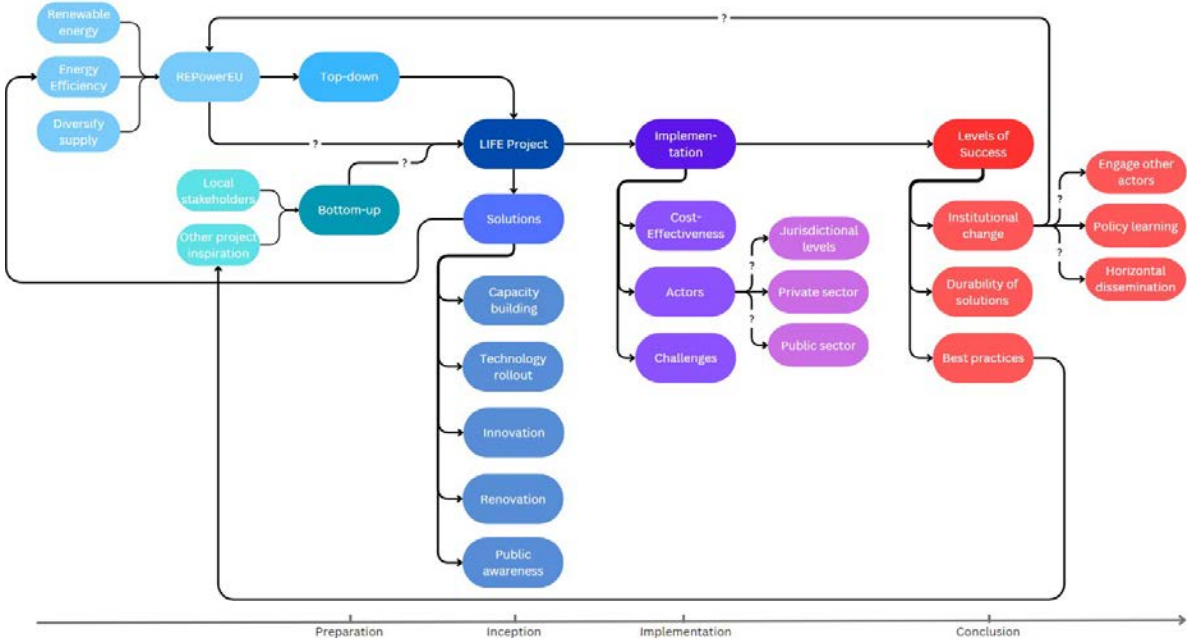 Renewable
energy
Energy
Efficiency
Diversify
supply
REPowerEU
Top-down
?
?
?
Local
stakeholders
Other project
inspiration
Bottom-up
LIFE Project
Solutions
Capacity
building
Technology
rollout
Innovation
Renovation
Public
awareness
Implemen-
tation
Cost-
Effectiveness
Actors
Challenges
?
?
Jurisdictional
levels
Private sector
Public sector
Levels of
Success
Institutional
change
Durability of
solutions
Best practices
?
?
Engage other
actors
Policy learning
Horizontal
dissemination
Preparation
Inception
Implementation
Conclusion